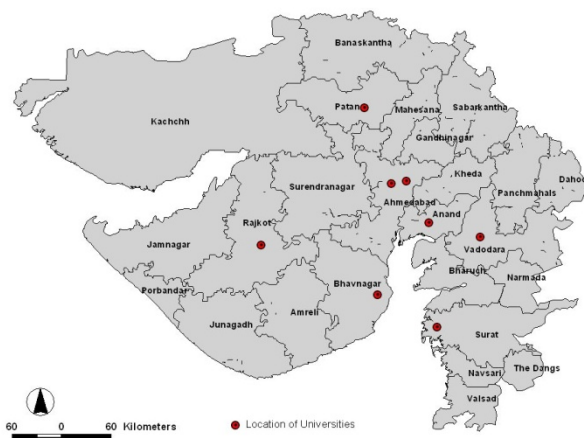 Banaskantha
Patan
Mahesana
Sabarkantha
Kachchh
Gandhinagar
Kheda
Dahod
Surendranagar
Panchmahals
Ahmedabad
Anand
Rajkot
Jamnagar
Vadodara
Bhavnagar
Bharuch
Narmada
Porbandar
Amreli
Junagadh
Surat
Navsari
The Dangs
Valsad
60 0 60 Kilometers
Location of Universities